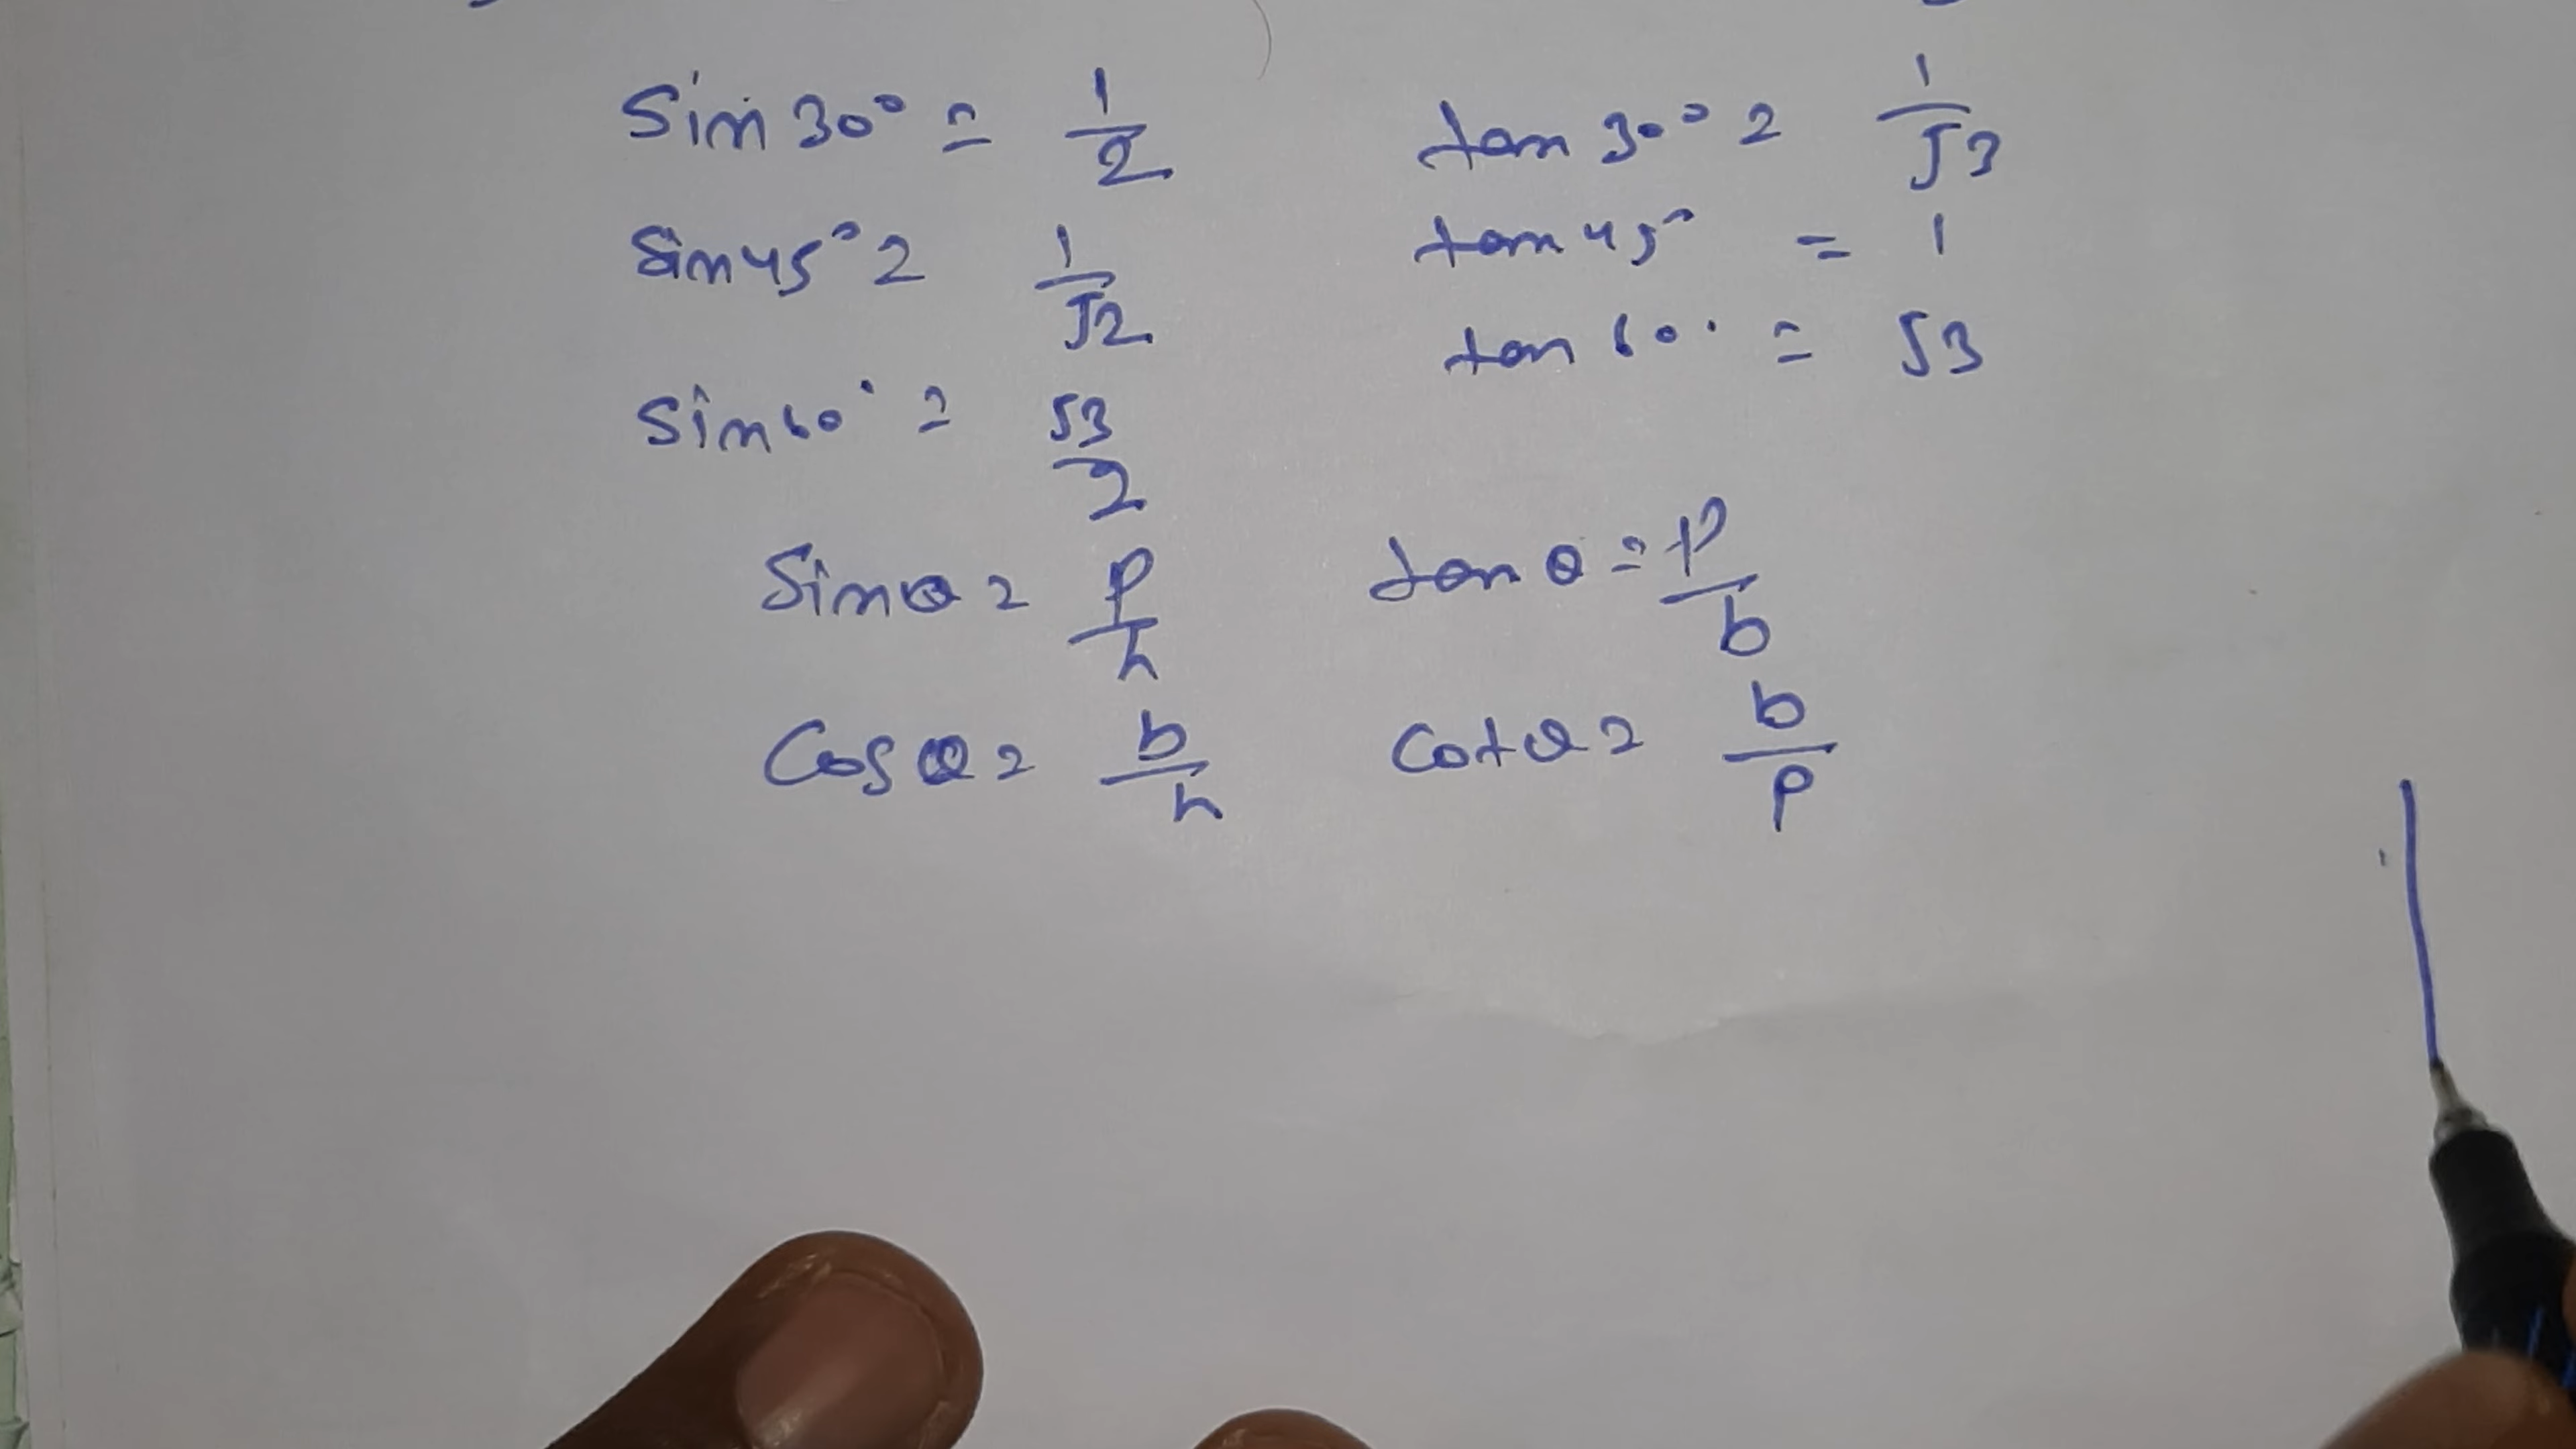 Sin 30° = 1/2
Sin 45° = 1/√2
Sin 60° = √3/2
tan 30° = 1/√3
tan 45° = 1
tan 60° = √3
Sin θ = p/h
Cos θ = b/h
tan θ = p/b
Cot θ = b/p